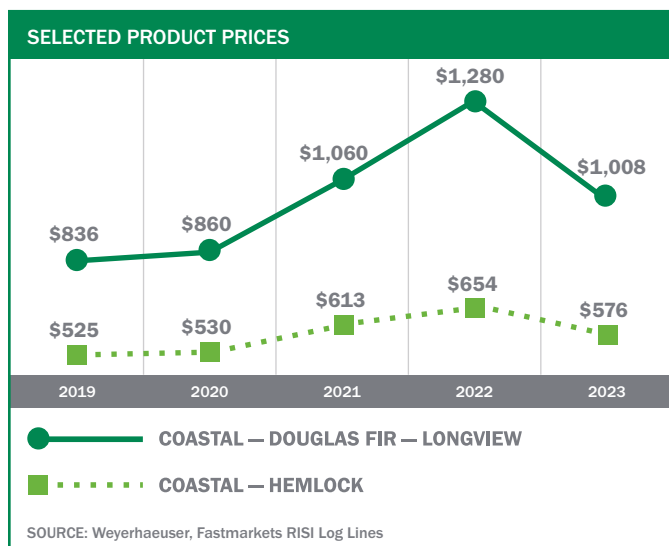 SELECTED PRODUCT PRICES
$1,280
$1,060
$1,008
$836
$860
$654
$613
$576
$525
$530
2019 2020 2021 2022 2023
COASTAL — DOUGLAS FIR — LONGVIEW
COASTAL — HEMLOCK
SOURCE: Weyerhaeuser, Fastmarkets RISI Log Lines